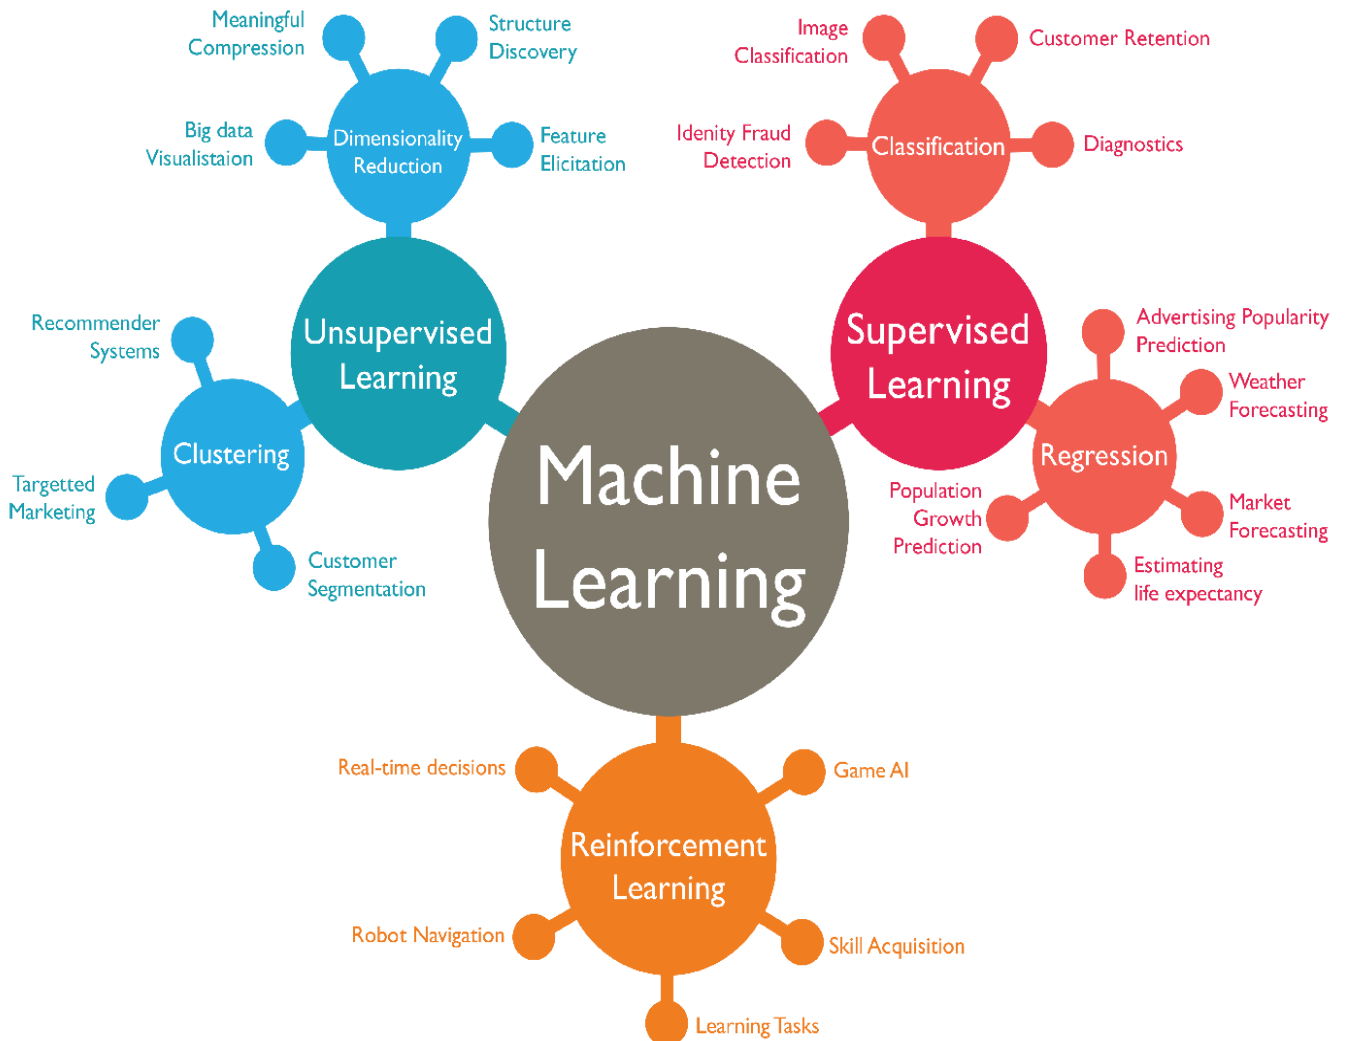 Meaningful
Compression
Structure
Discovery
Big data
Visualistaion
Dimensionality
Reduction
Feature
Elicitation
Image
Classification
Customer Retention
Idenity Fraud
Detection
Classification
Diagnostics
Recommender
Systems
Unsupervised
Learning
Clustering
Targetted
Marketing
Customer
Segmentation
Supervised
Learning
Advertising Popularity
Prediction
Weather
Forecasting
Regression
Population
Growth
Prediction
Market
Forecasting
Estimating
life expectancy
Machine
Learning
Real-time decisions
Game AI
Reinforcement
Learning
Robot Navigation
Skill Acquisition
Learning Tasks